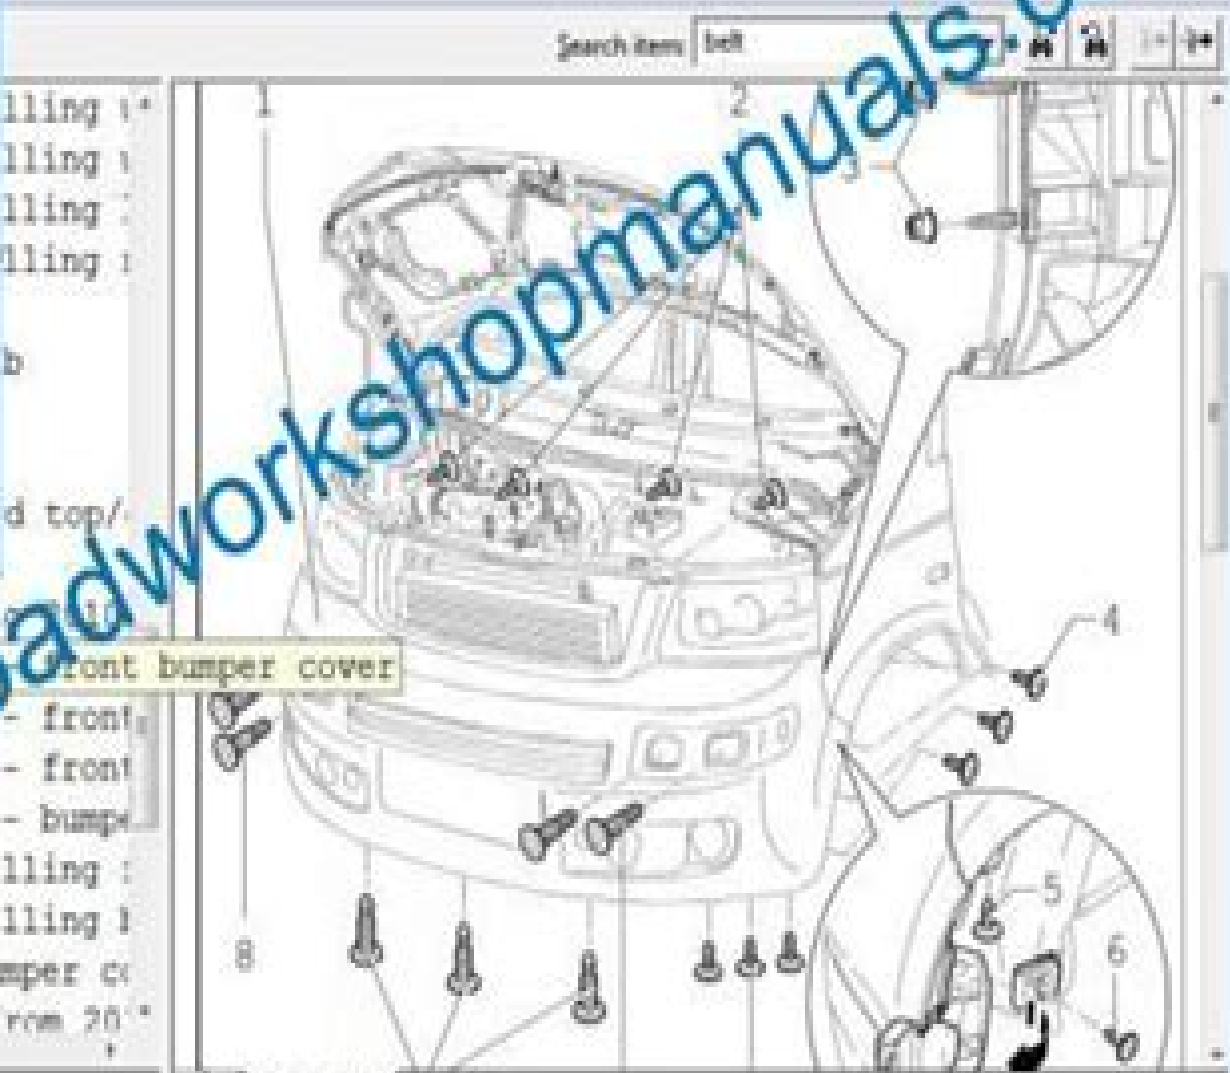 Search items belt
lling
1
2
lling
lling
3
lling
b
d top/
adworkshopmanuals.c
4
front bumper cover
- front
- front
- bumpe
lling
5
lling
8
6
mper co
rom 20